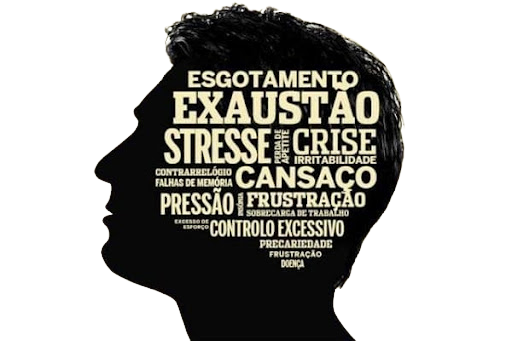 ESGOTAMENTO
EXAUSTÃO
STRESSE
PERDA DE
APETITE
CRISE
IRRITABILIDADE
CONTRARRELÓGIO
FALHAS DE MEMÓRIA
CANSAÇO
PRESSÃO
INSÓNIA
FRUSTRAÇÃO
SOBRECARGA DE TRABALHO
EXCESSO DE
ESFORÇO
CONTROLO EXCESSIVO
PRECARIEDADE
FRUSTRAÇÃO
DOENÇA